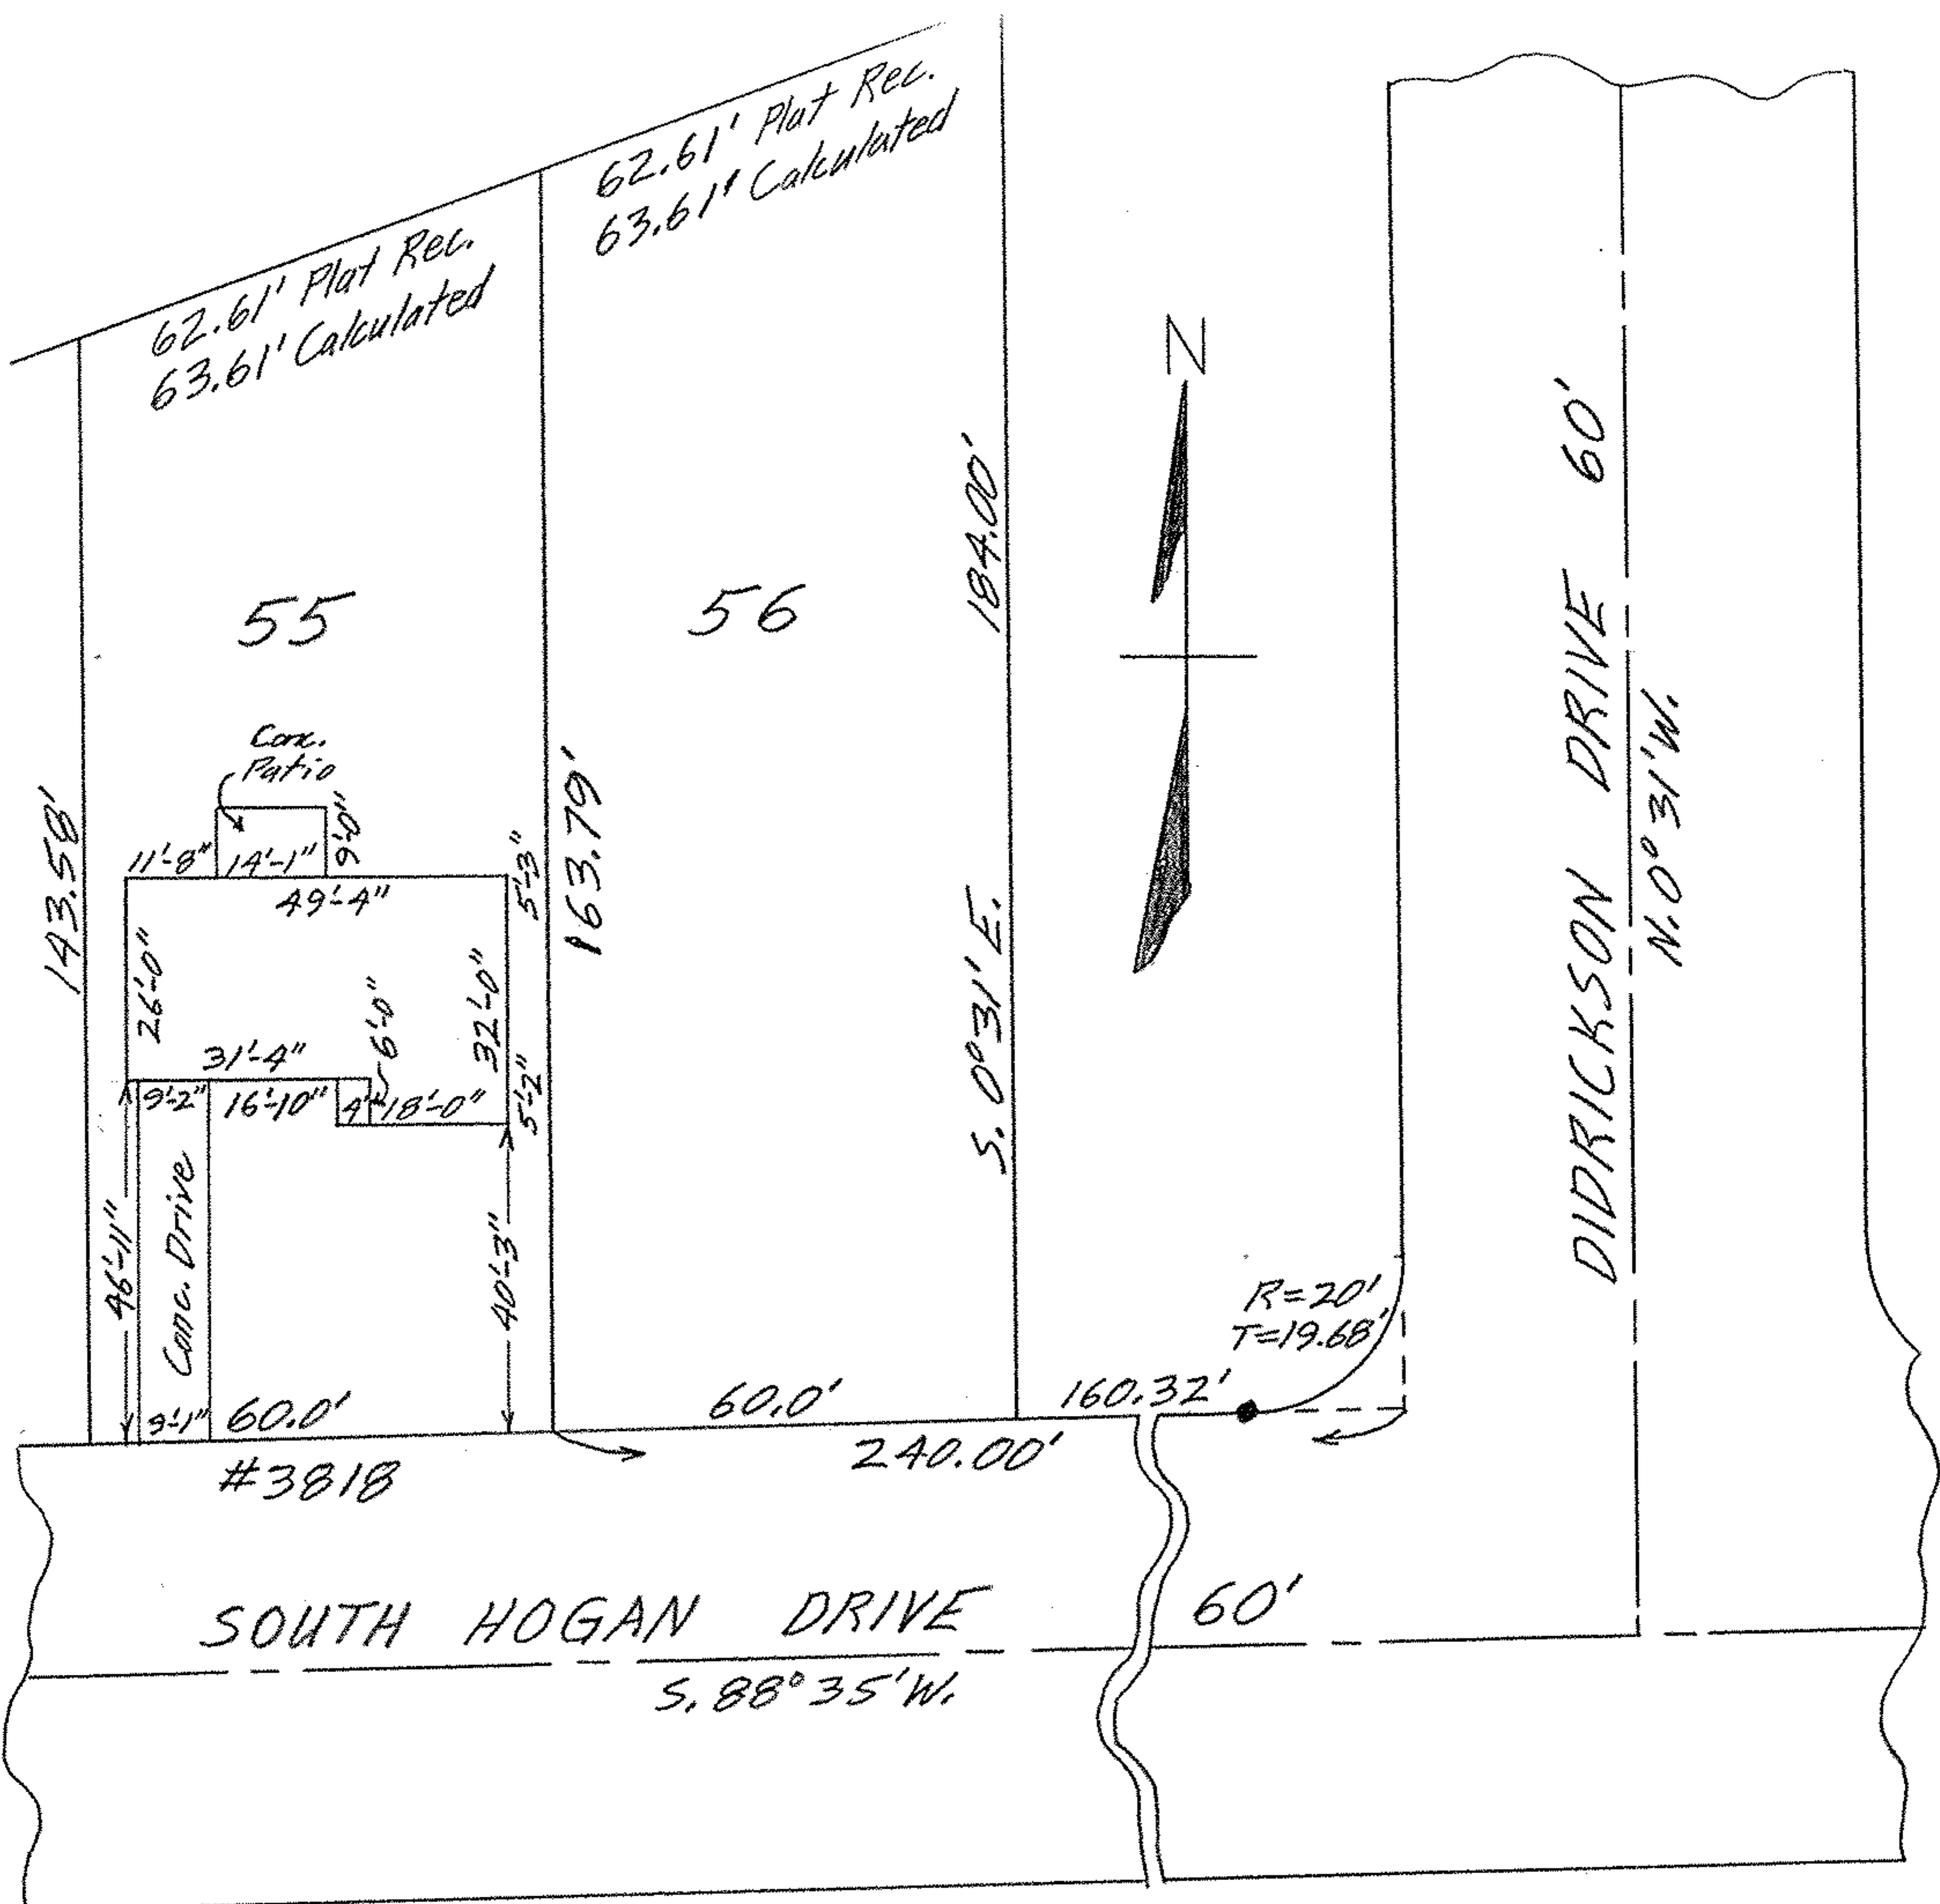 62.61' Plat Rec.
63.61' Calculated
62.61' Plat Rec.
63.61' Calculated
N
55
56
184.00'
S. 0°31' E.
DIDRICKSON DRIVE 60'
N. 0° 31' W.
Conc.
Patio
143.58'
163.79'
11'-8"
14'-1"
9'-0"
49'-4"
5'-3"
26'-0"
32'-0"
6'-0"
31'-4"
9'-2"
16'-10"
4'
18'-0"
5'-2"
46'-11"
Conc. Drive
40'-3"
R=20'
T=19.68'
9'-1"
60.0'
60.0'
160.32'
240.00'
#3818
SOUTH HOGAN DRIVE 60'
S. 88° 35' W.